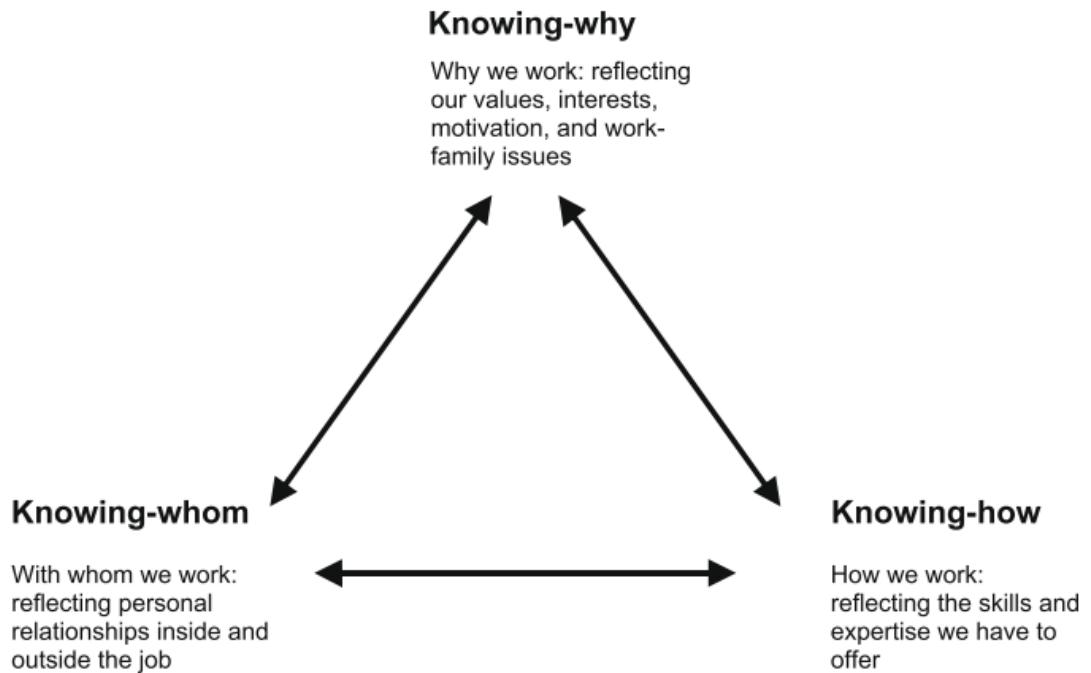 Knowing-why
Why we work: reflecting
our values, interests,
motivation, and work-
family issues
Knowing-whom
With whom we work:
reflecting personal
relationships inside and
outside the job
Knowing-how
How we work:
reflecting the skills and
expertise we have to
offer